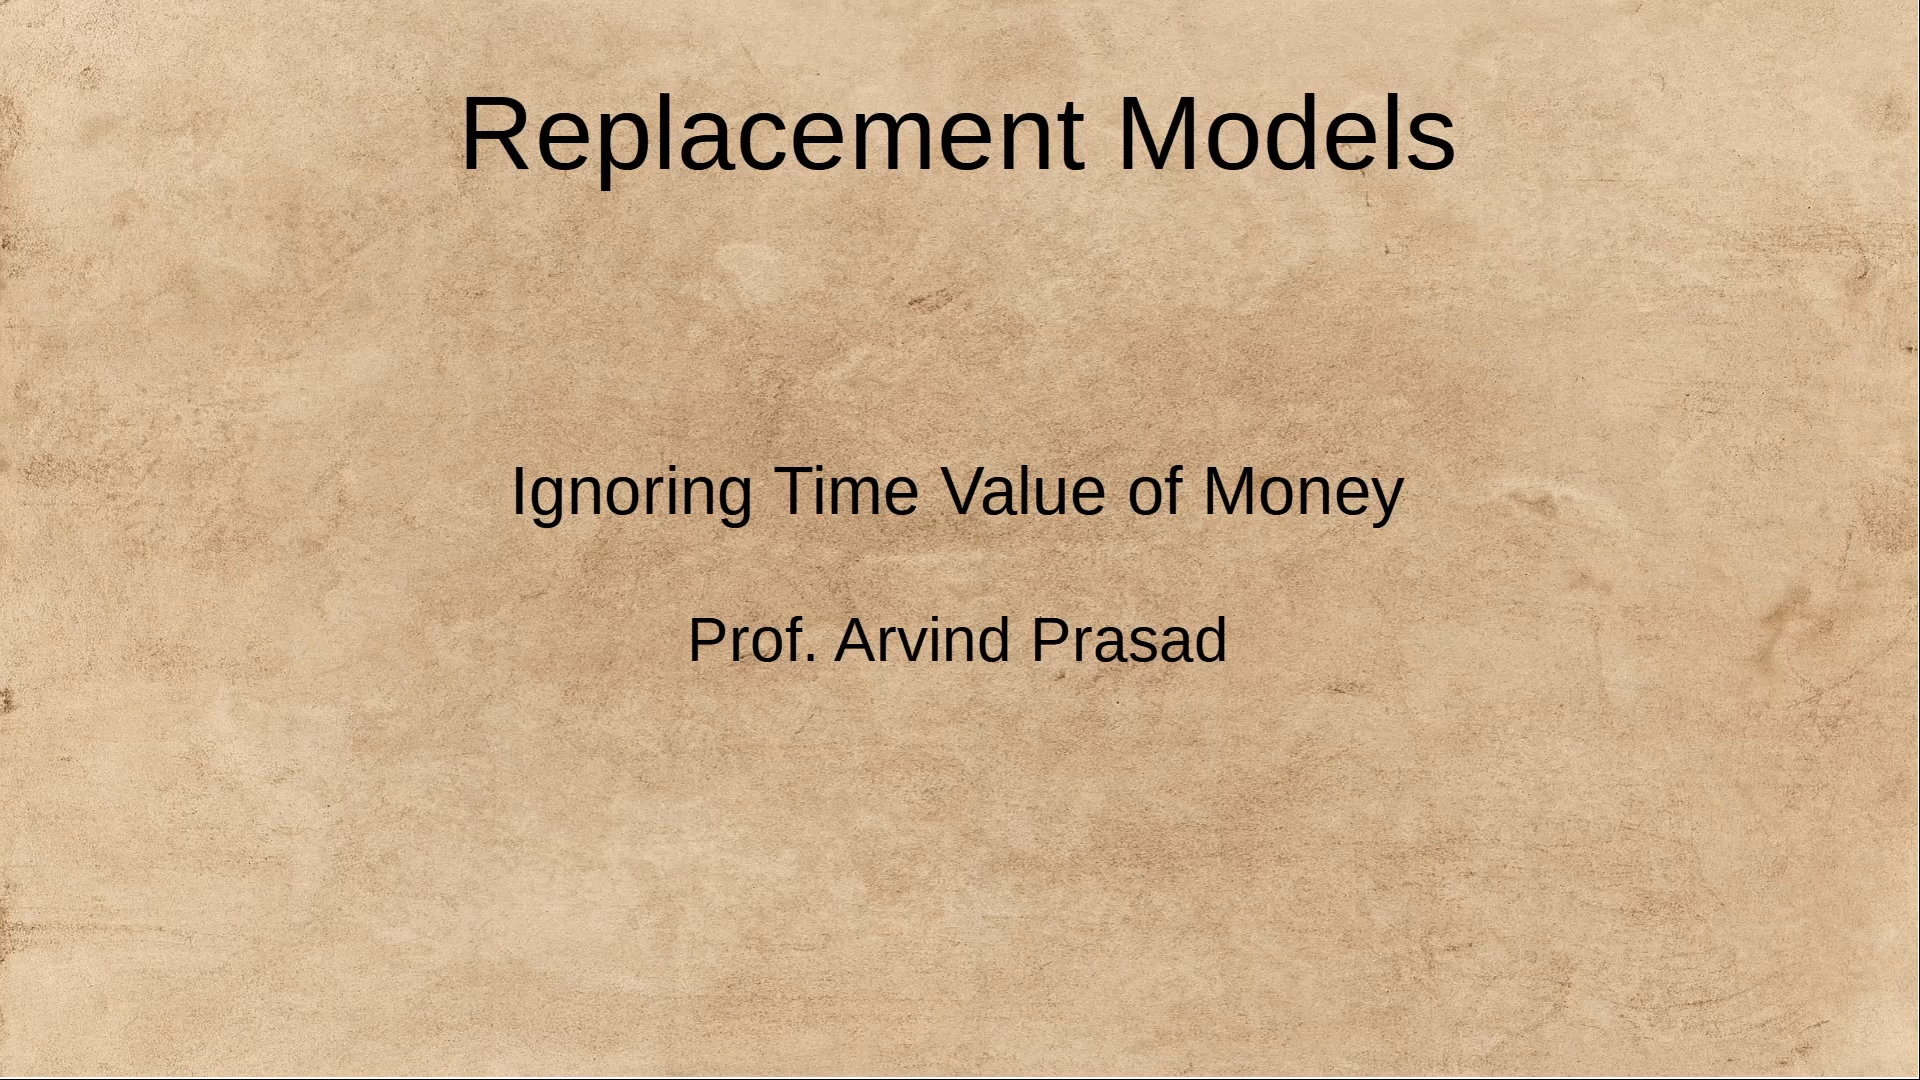 Replacement Models
Ignoring Time Value of Money
Prof. Arvind Prasad